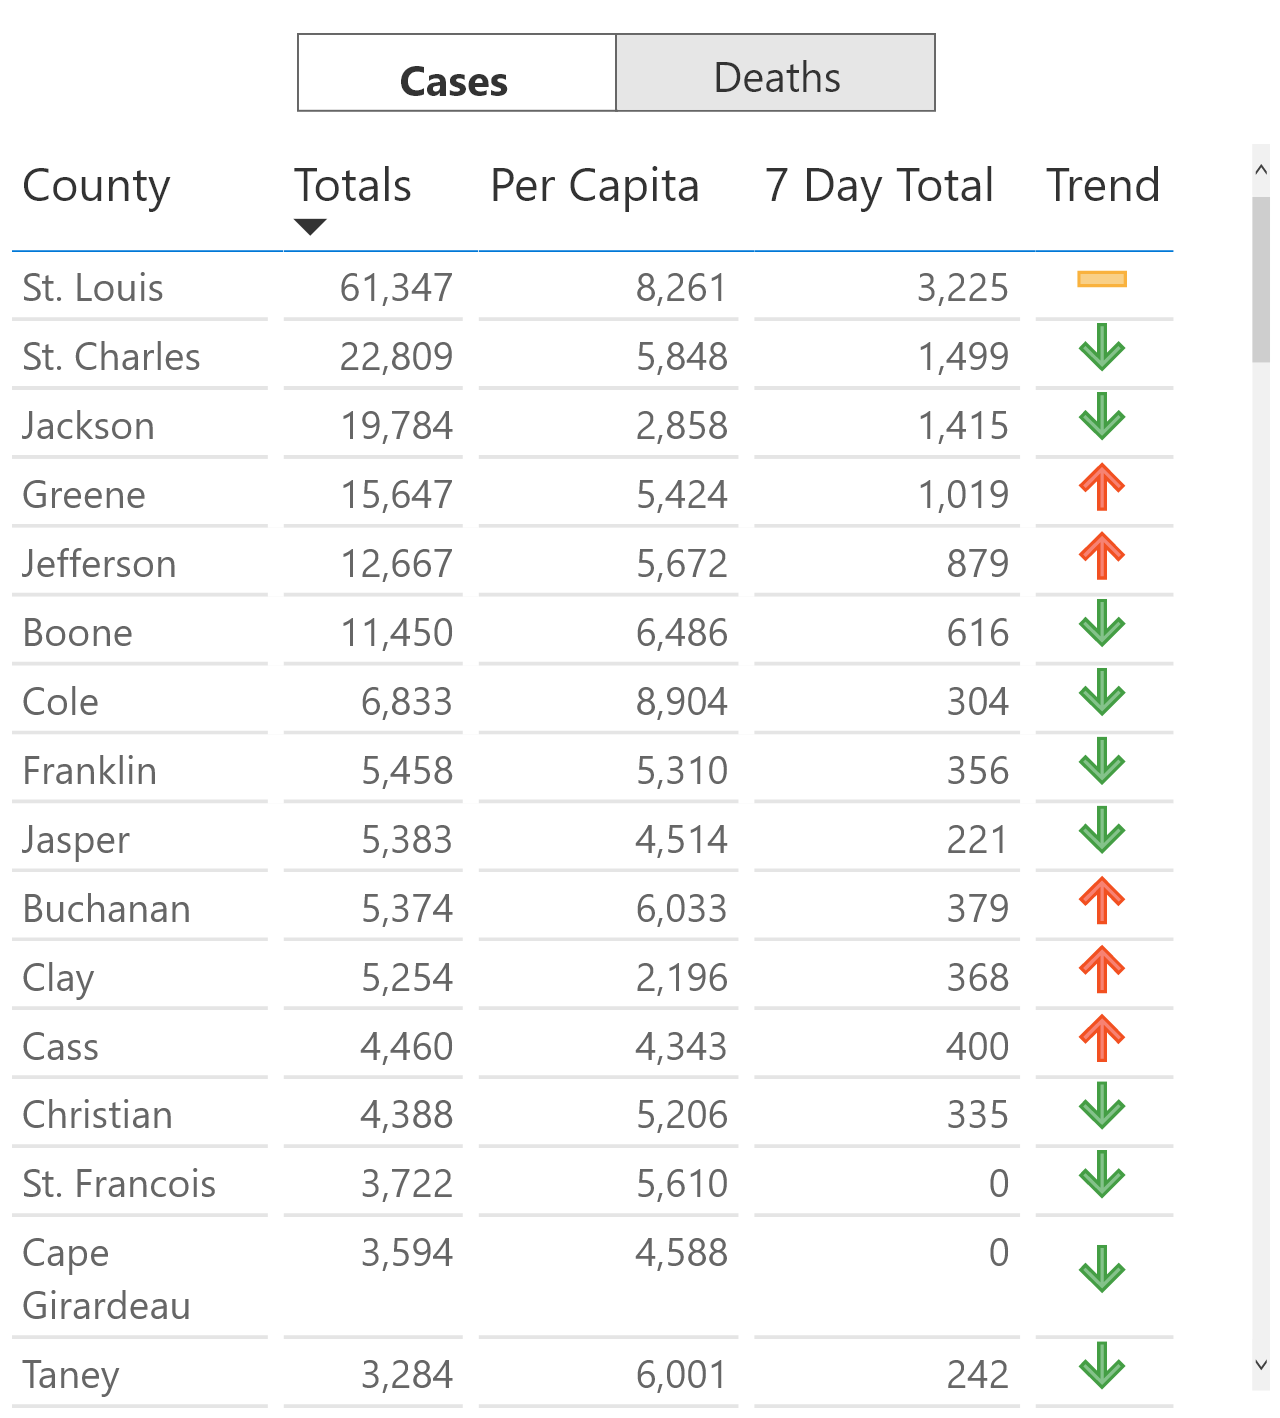 Cases Deaths
County Totals Per Capita 7 Day Total Trend
St. Louis 61,347 8,261 3,225
St. Charles 22,809 5,848 1,499
Jackson 19,784 2,858 1,415
Greene 15,647 5,424 1,019
Jefferson 12,667 5,672 879
Boone 11,450 6,486 616
Cole 6,833 8,904 304
Franklin 5,458 5,310 356
Jasper 5,383 4,514 221
Buchanan 5,374 6,033 379
Clay 5,254 2,196 368
Cass 4,460 4,343 400
Christian 4,388 5,206 335
St. Francois 3,722 5,610 0
Cape 3,594 4,588 0
Girardeau
Taney 3,284 6,001 242